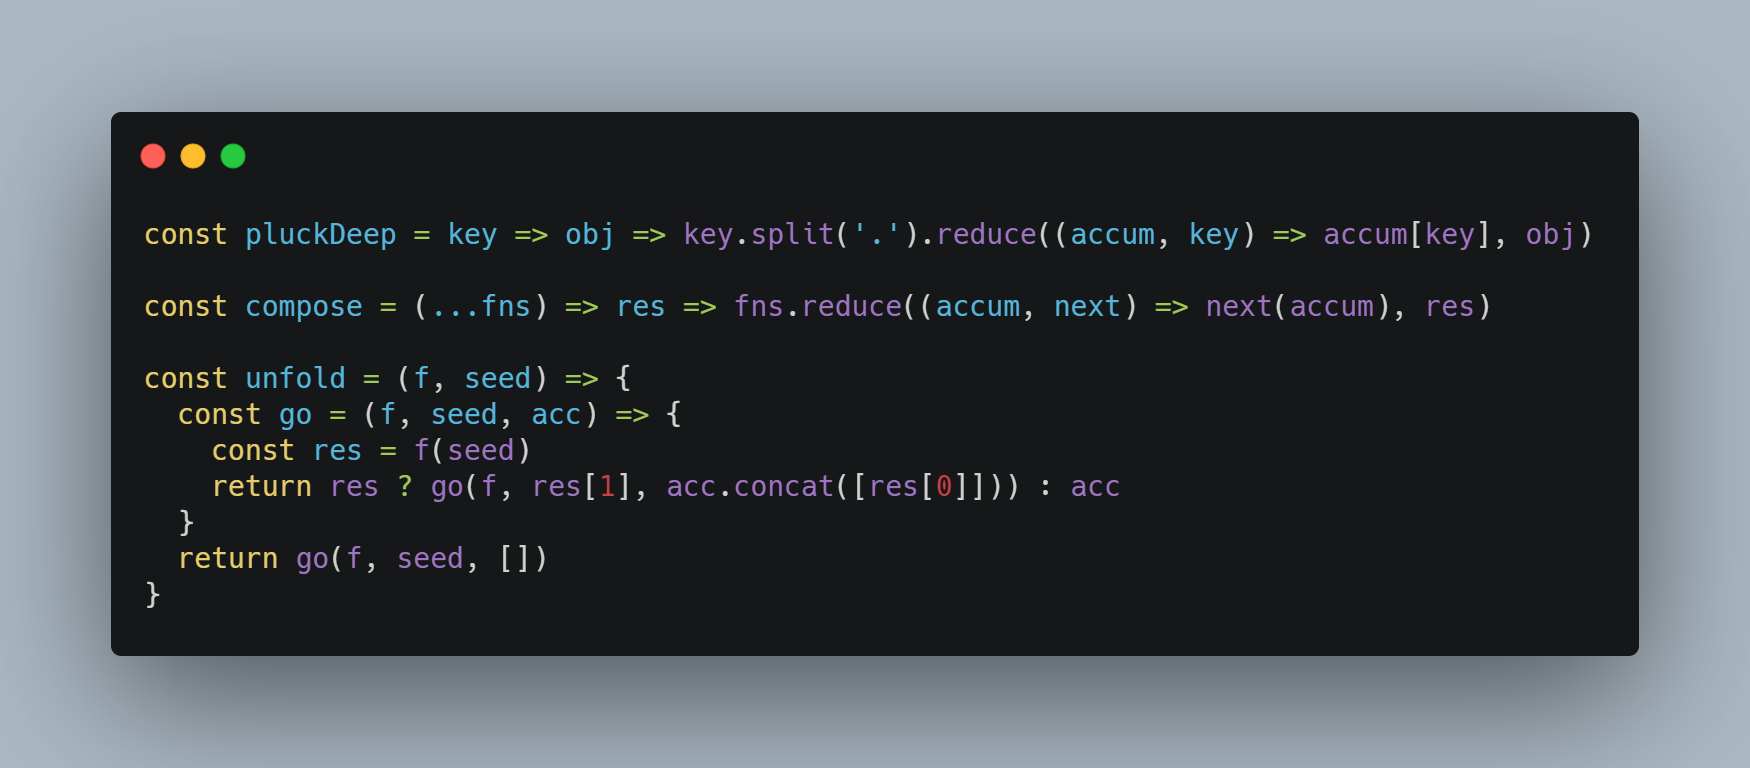 const pluckDeep = key => obj => key.split('.').reduce((accum, key) => accum[key], obj)
const compose = (...fns) => res => fns.reduce((accum, next) => next(accum), res)
const unfold = (f, seed) => {
  const go = (f, seed, acc) => {
    const res = f(seed)
    return res ? go(f, res[1], acc.concat([res[0]])) : acc
  }
  return go(f, seed, [])
}